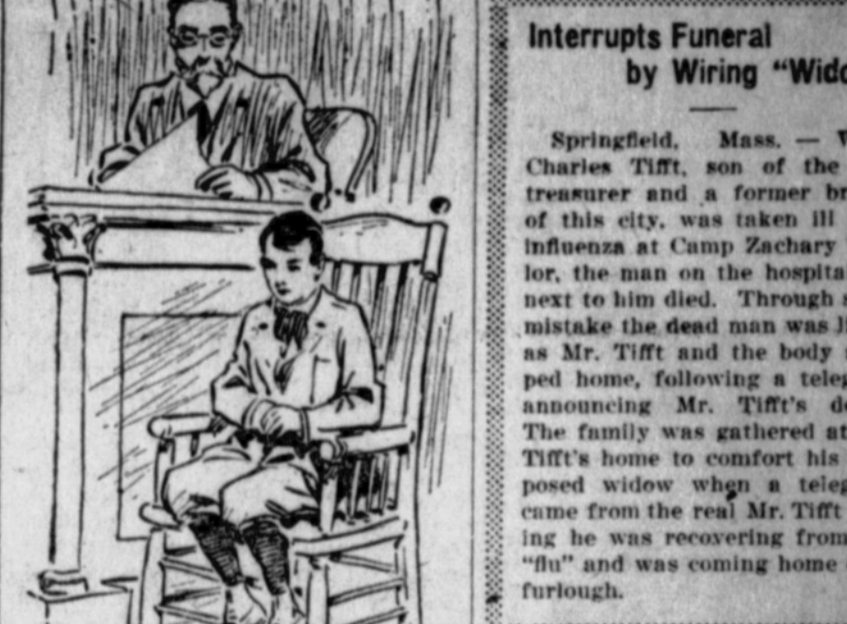 Interrupts Funeral
by Wiring "Wido
Springfield, Mass. — W
Charles Tifft, son of the
treasurer and a former br
of this city, was taken ill
influenza at Camp Zachary
lor, the man on the hospita
next to him died. Through s
mistake the dead man was li
as Mr. Tifft and the body s
ped home, following a teleg
announcing Mr. Tifft's de
The family was gathered at
Tifft's home to comfort his
posed widow when a teleg
came from the real Mr. Tifft
ing he was recovering from
"flu" and was coming home
furlough.